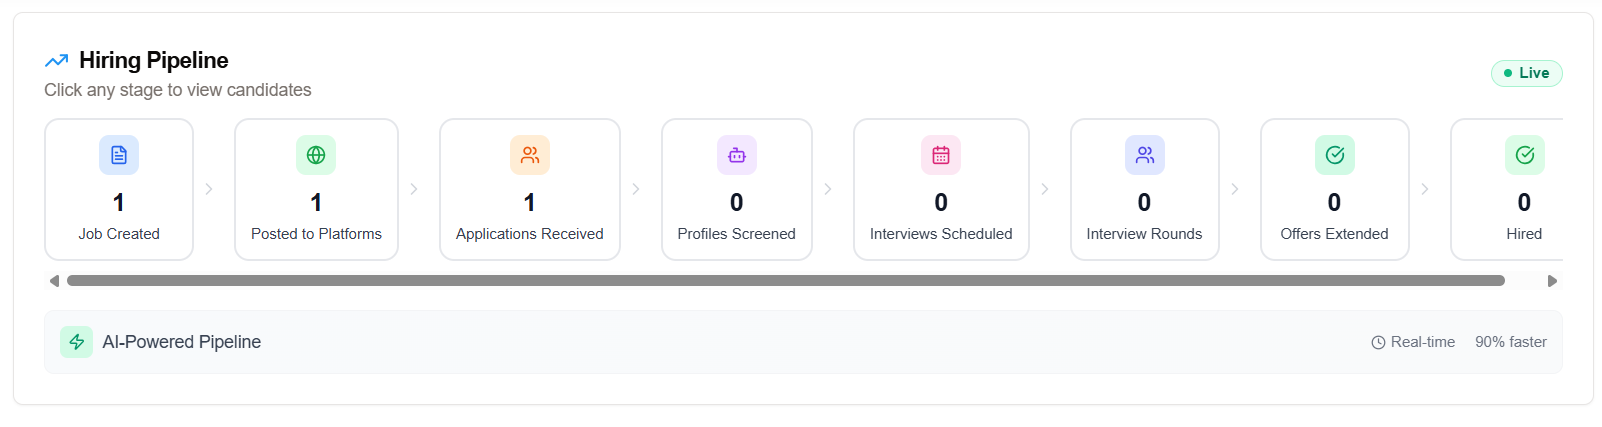 Hiring Pipeline
Click any stage to view candidates
Live
1
Job Created
1
Posted to Platforms
1
Applications Received
0
Profiles Screened
0
Interviews Scheduled
0
Interview Rounds
0
Offers Extended
0
Hired
AI-Powered Pipeline
Real-time
90% faster